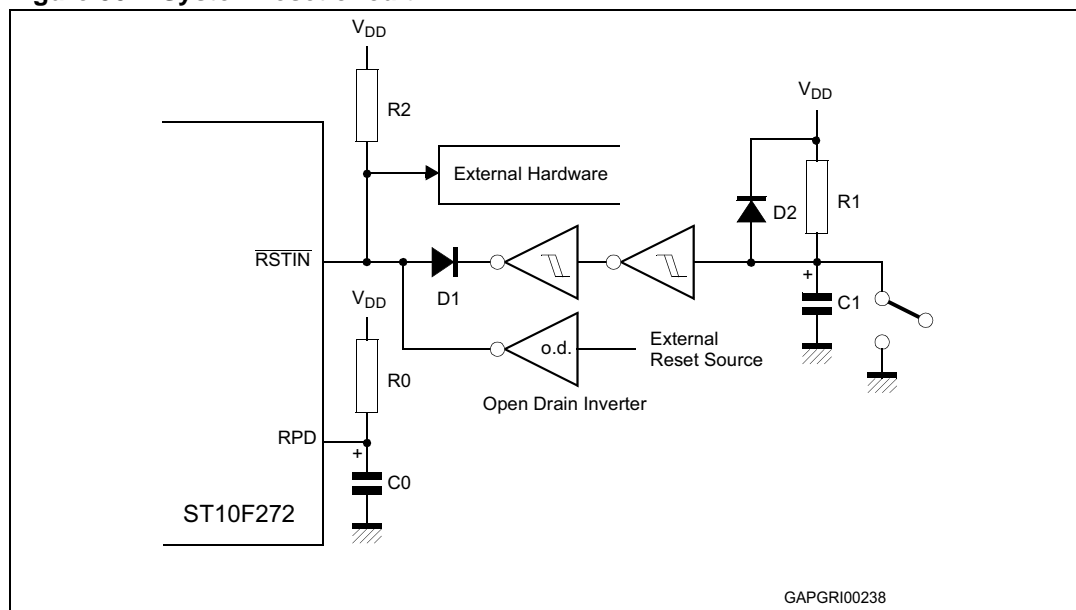 V_DD
R2
V_DD
External Hardware
R1
D2
RSTIN
D1
+
C1
V_DD
o.d.
External
Reset Source
R0
Open Drain Inverter
RPD
+
C0
ST10F272
GAPGRI00238